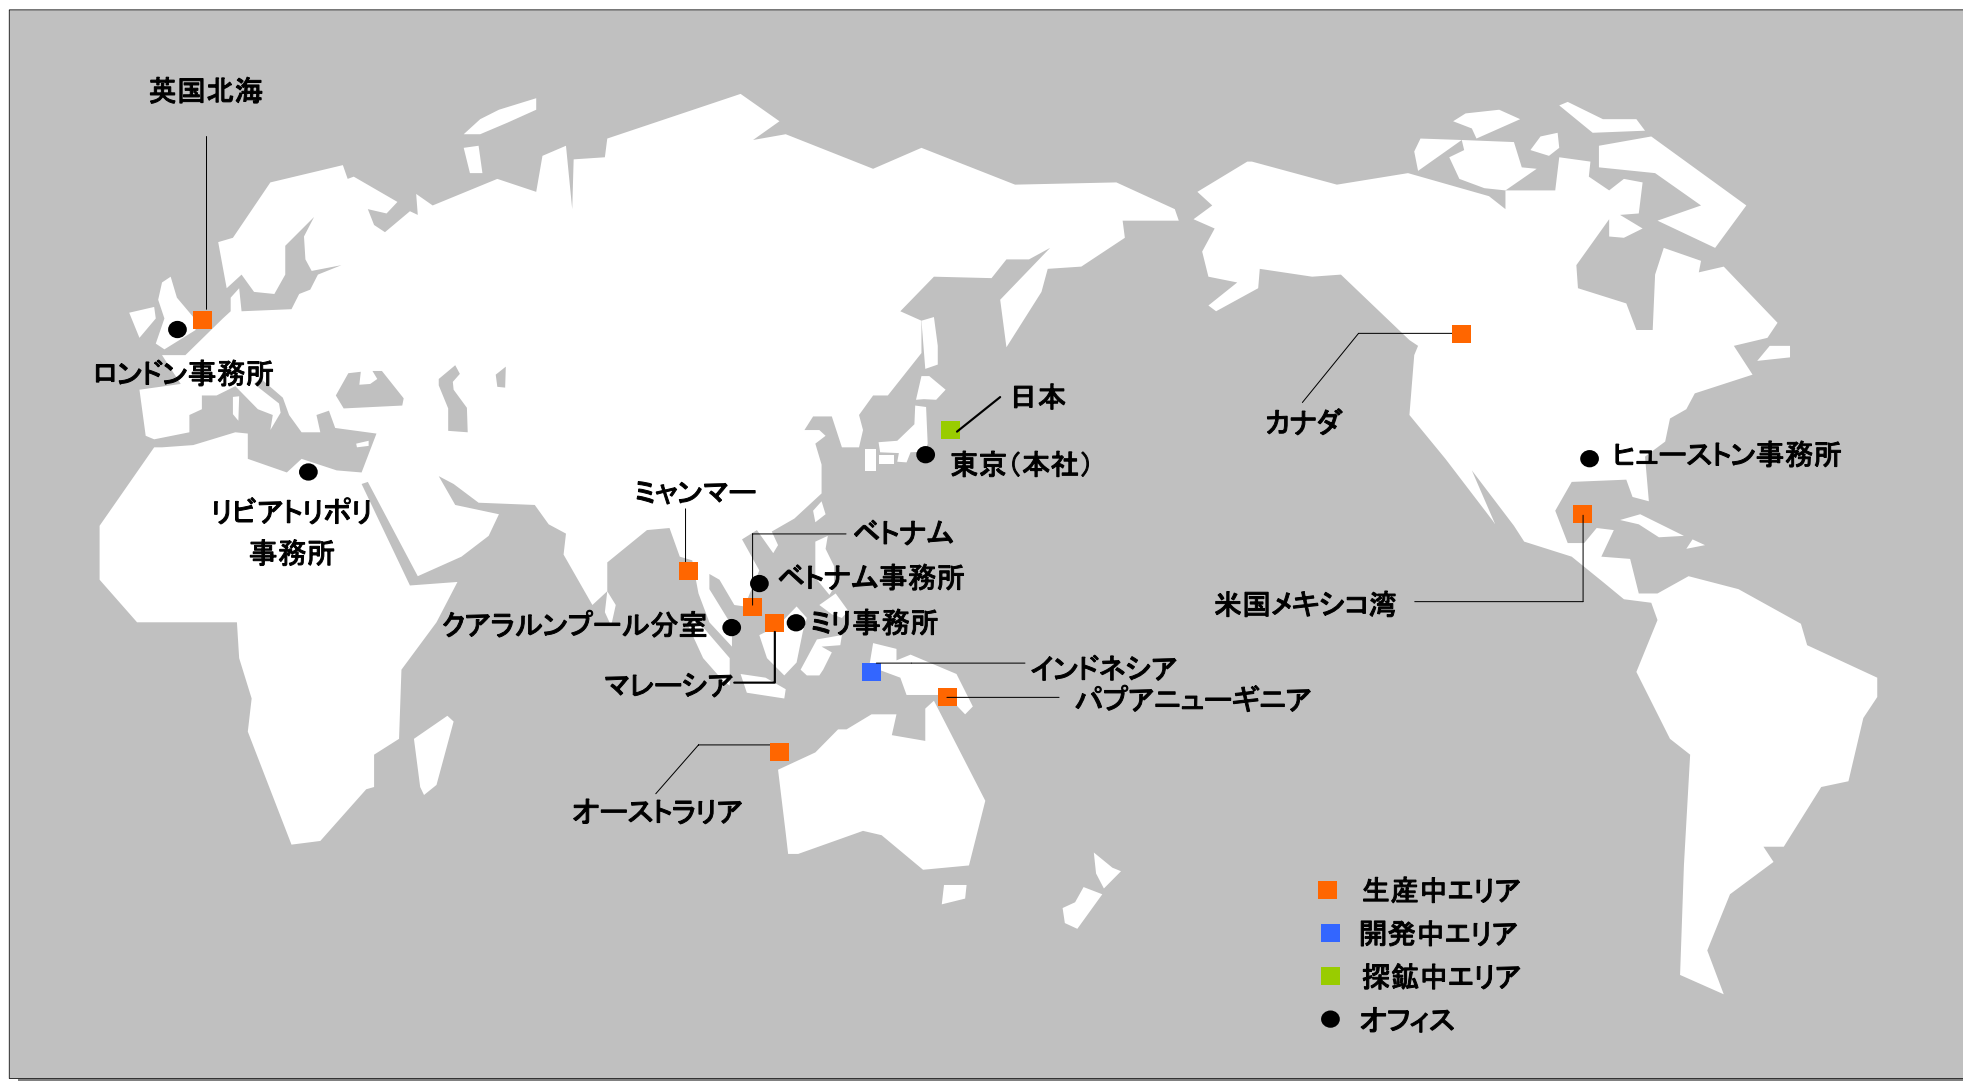 英国北海
ロンドン事務所
日本
カナダ
東京(本社)
ヒューストン事務所
リビアトリポリ
事務所
ミャンマー
ベトナム
ベトナム事務所
米国メキシコ湾
クアラルンプール分室
ミリ事務所
マレーシア
インドネシア
パプアニューギニア
オーストラリア
生産中エリア
開発中エリア
探鉱中エリア
オフィス